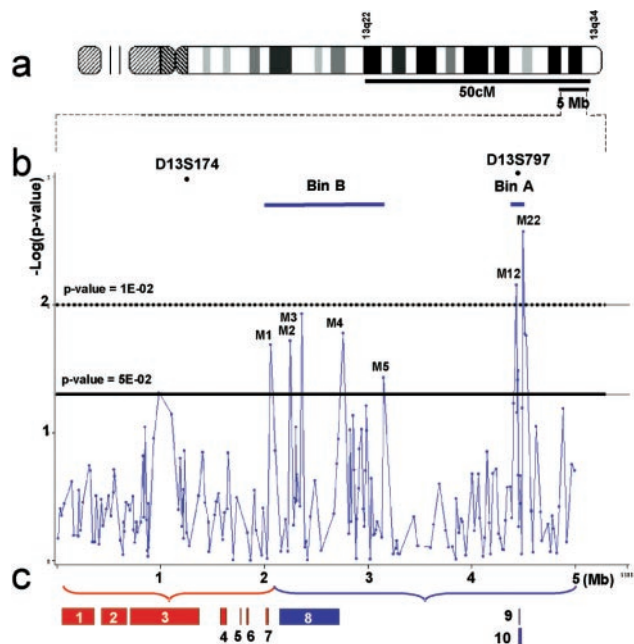 13q22
13q34
a
50cM
5 Mb
b
D13S174
D13S797
Bin B
Bin A
-Log(p-value)
M22
M12
p-value = 1E-02
2
M3
M2
M1
M4
M5
p-value = 5E-02
1
1
2
3
4
5 (Mb)
c
1
2
3
4
5
6
7
8
9
10